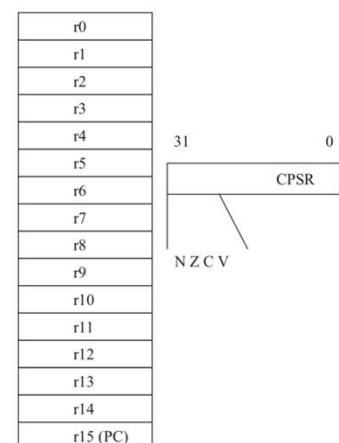 r0
r1
r2
r3
r4
r5
r6
r7
r8
r9
r10
r11
r12
r13
r14
r15 (PC)
31 0
CPSR
N Z C V